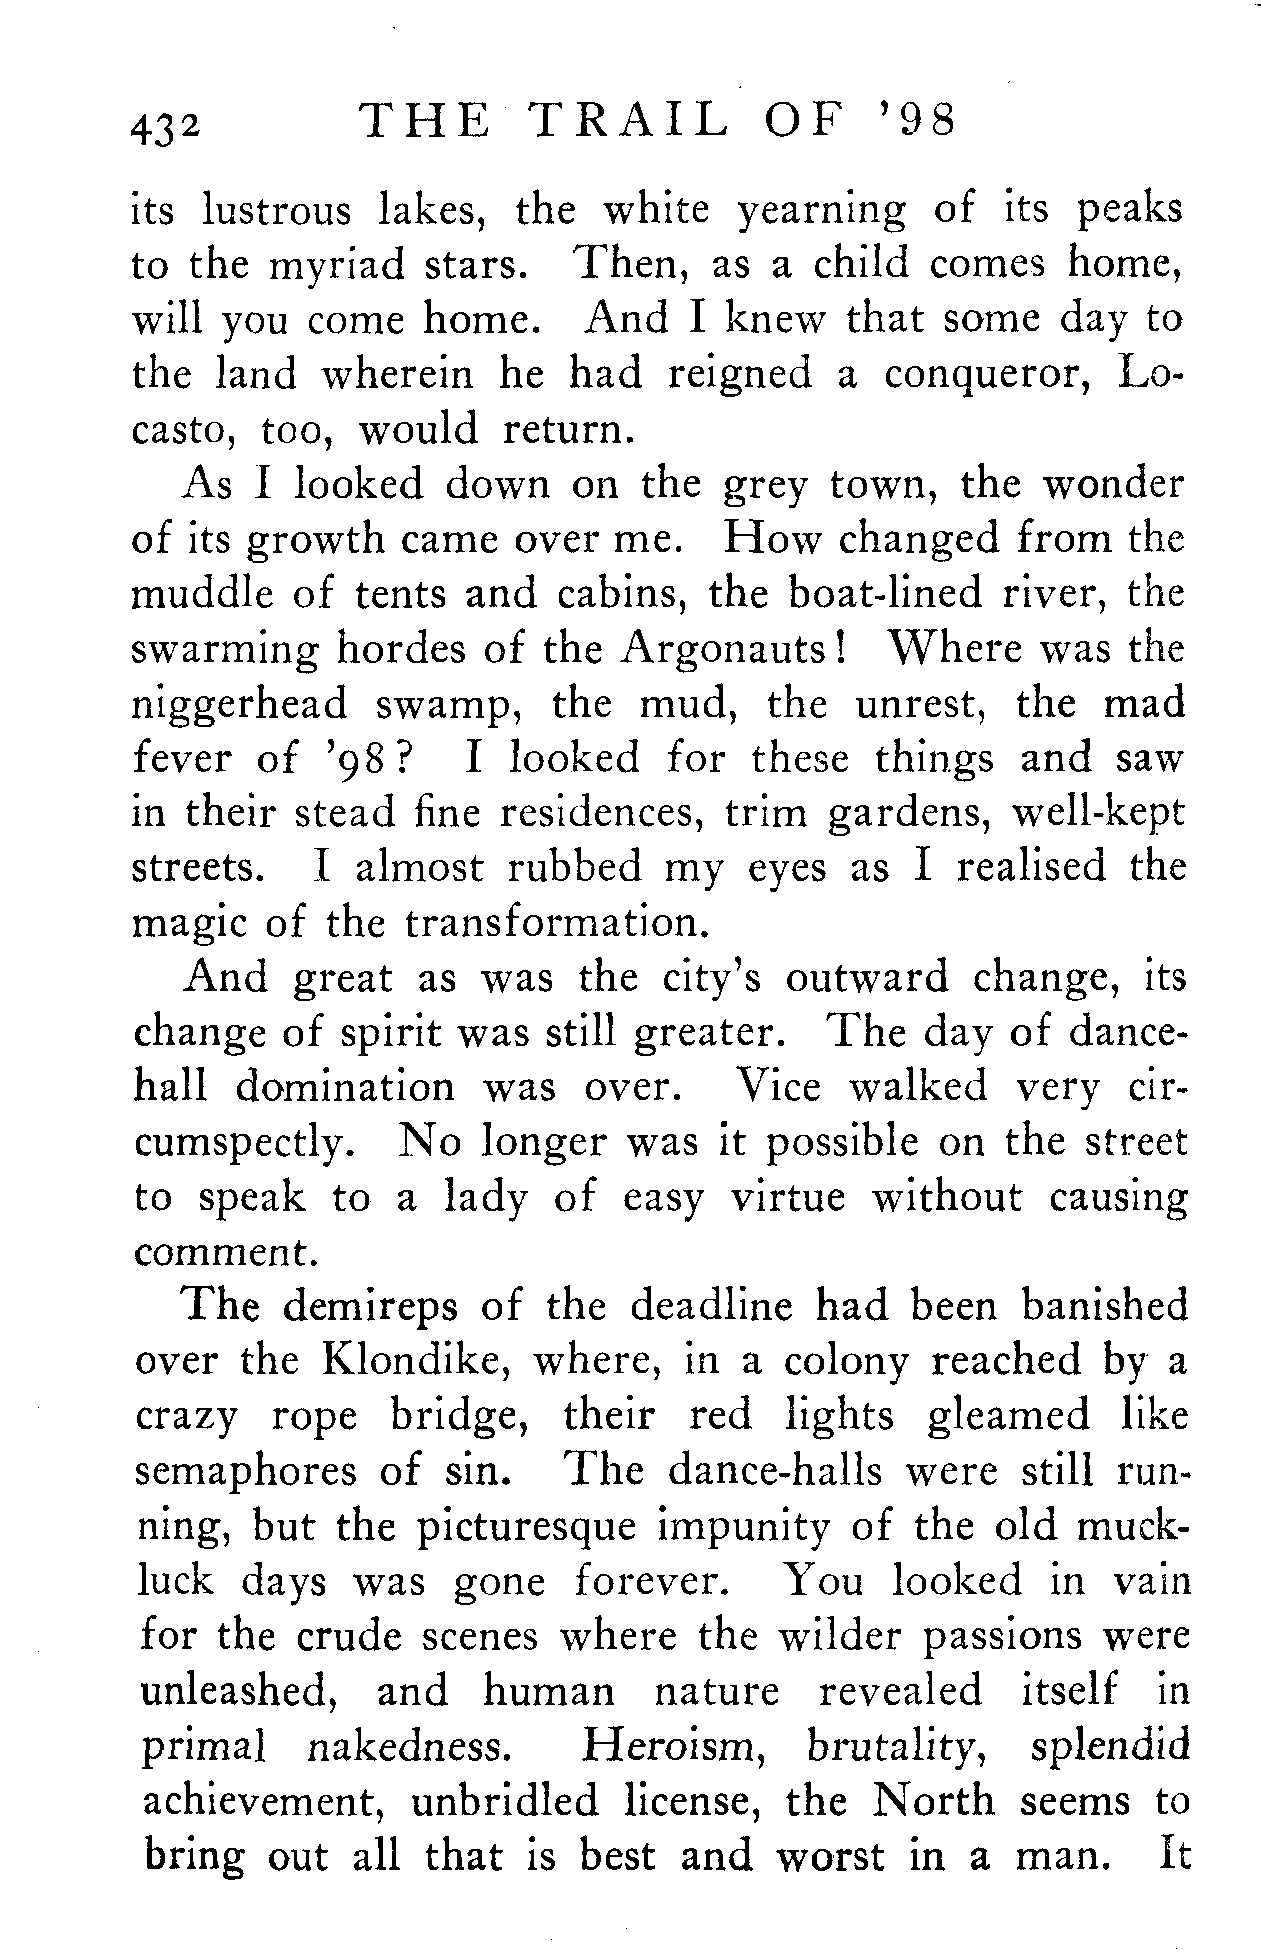 432 THE TRAIL OF '98
its lustrous lakes, the white yearning of its peaks
to the myriad stars. Then, as a child comes home,
will you come home. And I knew that some day to
the land wherein he had reigned a conqueror, Lo-
casto, too, would return.
As I looked down on the grey town, the wonder
of its growth came over me. How changed from the
muddle of tents and cabins, the boat-lined river, the
swarming hordes of the Argonauts! Where was the
niggerhead swamp, the mud, the unrest, the mad
fever of '98? I looked for these things and saw
in their stead fine residences, trim gardens, well-kept
streets. I almost rubbed my eyes as I realised the
magic of the transformation.
And great as was the city's outward change, its
change of spirit was still greater. The day of dance-
hall domination was over. Vice walked very cir-
cumspectly. No longer was it possible on the street
to speak to a lady of easy virtue without causing
comment.
The demireps of the deadline had been banished
over the Klondike, where, in a colony reached by a
crazy rope bridge, their red lights gleamed like
semaphores of sin. The dance-halls were still run-
ning, but the picturesque impunity of the old muck-
luck days was gone forever. You looked in vain
for the crude scenes where the wilder passions were
unleashed, and human nature revealed itself in
primal nakedness. Heroism, brutality, splendid
achievement, unbridled license, the North seems to
bring out all that is best and worst in a man. It